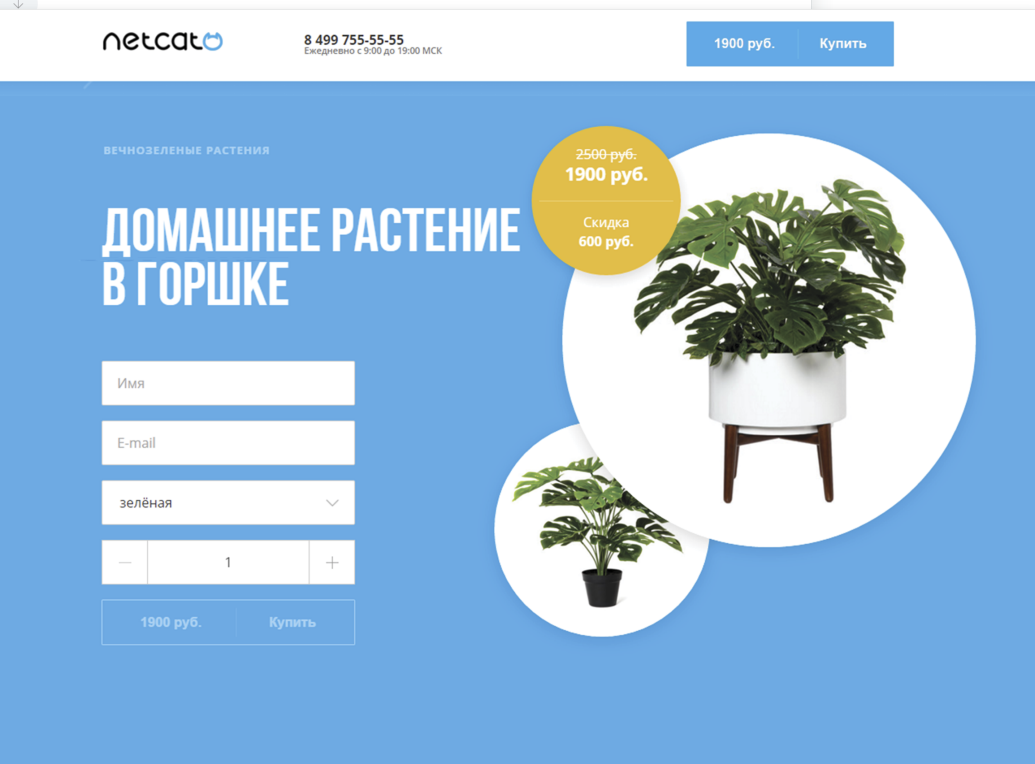 netcat
8 499 755-55-55
Ежедневно с 9:00 до 19:00 МСК
1900 руб. Купить
ВЕЧНОЗЕЛЕНЫЕ РАСТЕНИЯ
ДОМАШНЕЕ РАСТЕНИЕ
В ГОРШКЕ
2500 руб.
1900 руб.
Скидка
600 руб.
Имя
E-mail
зелёная
1
1900 руб. Купить